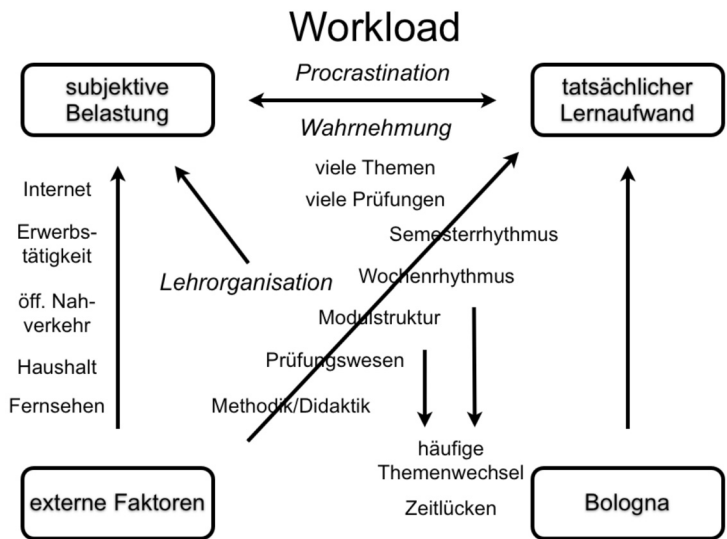 Workload
subjektive
Belastung
Procrastination
Wahrnehmung
tatsächlicher
Lernaufwand
viele Themen
viele Prüfungen
Internet
Erwerbs-
tätigkeit
öff. Nah-
verkehr
Haushalt
Fernsehen
Lehrorganisation
Semesterrhythmus
Wochenrhythmus
Modulstruktur
Prüfungswesen
Methodik/Didaktik
häufige
Themenwechsel
Zeitlücken
externe Faktoren
Bologna